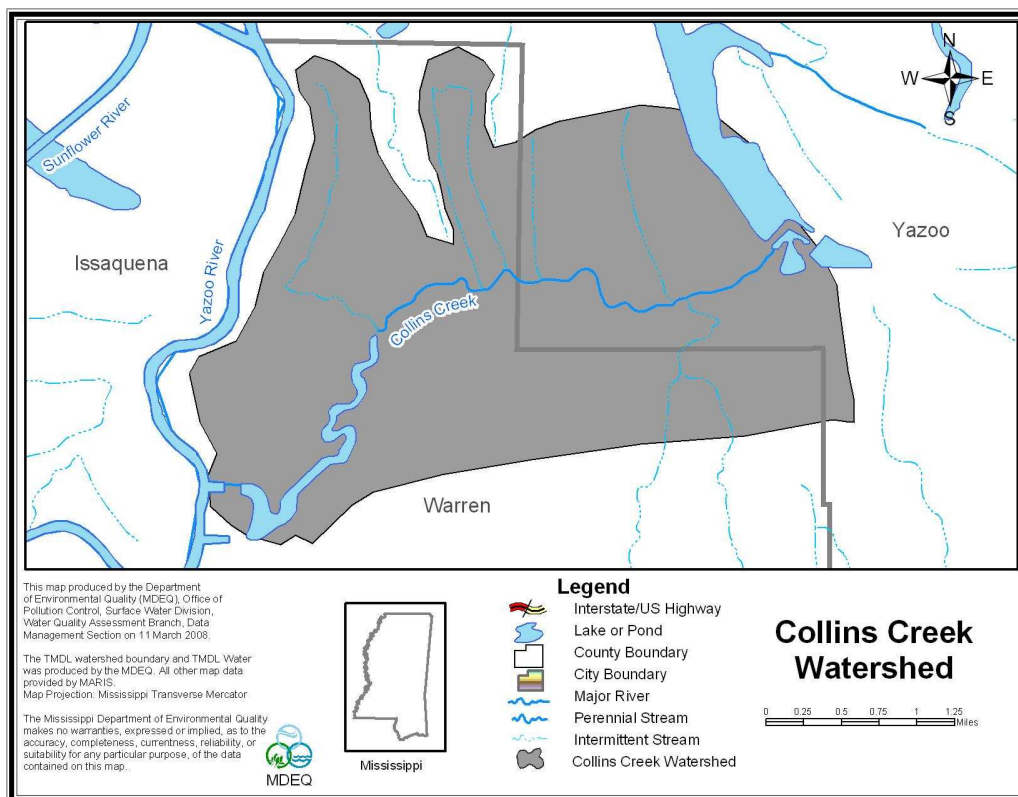 N
W E
S
Sunflower River
Yazoo
Issaquena
Yazoo River
Collins Creek
Warren
This map produced by the Department
of Environmental Quality (MDEQ), Office of
Pollution Control, Surface Water Division,
Water Quality Assessment Branch, Data
Management Section on 11 March 2008.
The TMDL watershed boundary and TMDL Water
was produced by the MDEQ. All other map data
provided by MARIS.
Map Projection: Mississippi Transverse Mercator
The Mississippi Department of Environmental Quality
makes no warranties, expressed or implied, as to the
accuracy, completeness, currentness, reliability, or
suitability for any particular purpose, of the data
contained on this map.
MDEQ
Mississippi
Legend
Interstate/US Highway
Lake or Pond
County Boundary
City Boundary
Major River
Perennial Stream
Intermittent Stream
Collins Creek Watershed
Collins Creek
Watershed
0 0.25 0.5 0.75 1 1.25
Miles